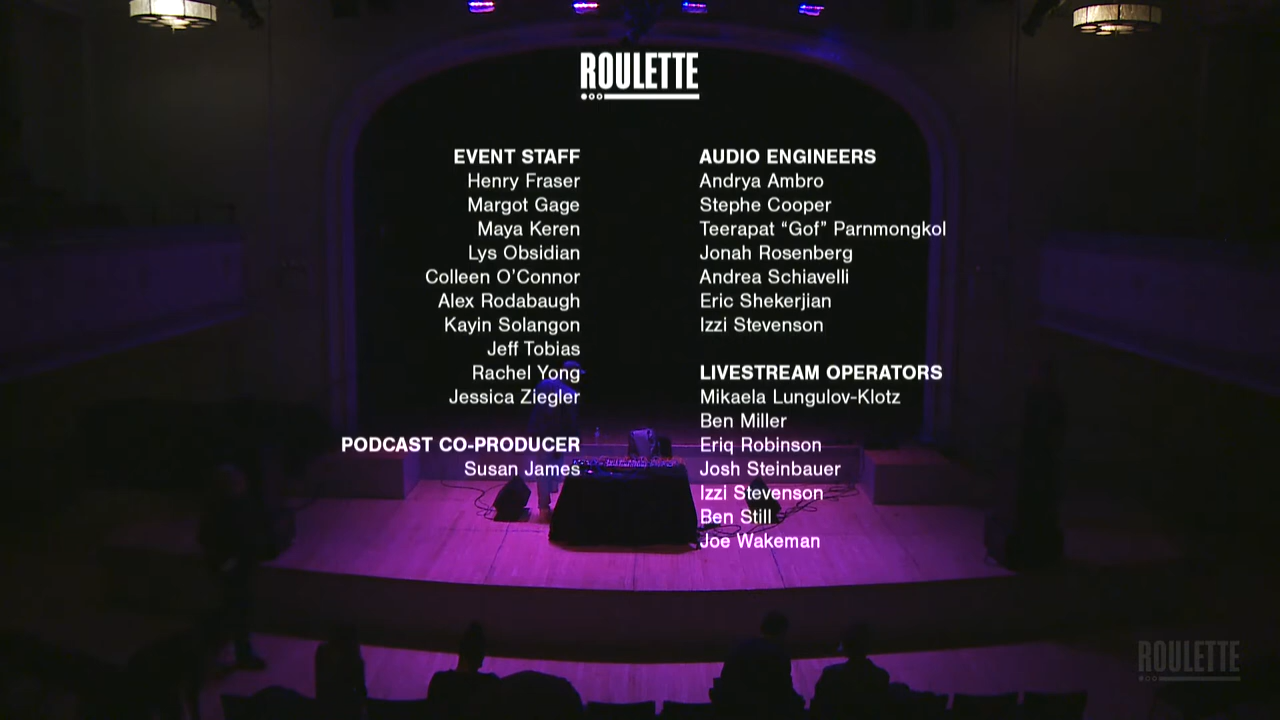 ROULETTE
EVENT STAFF
Henry Fraser
Margot Gage
Maya Keren
Lys Obsidian
Colleen O’Connor
Alex Rodabaugh
Kayin Solangon
Jeff Tobias
Rachel Yong
Jessica Ziegler
PODCAST CO-PRODUCER
Susan James
AUDIO ENGINEERS
Andrya Ambro
Stephe Cooper
Teerapat “Gof” Parnmongkol
Jonah Rosenberg
Andrea Schiavelli
Eric Shekerjian
Izzi Stevenson
LIVESTREAM OPERATORS
Mikaela Lungulov-Klotz
Ben Miller
Eriq Robinson
Josh Steinbauer
Izzi Stevenson
Ben Still
Joe Wakeman
ROULETTE